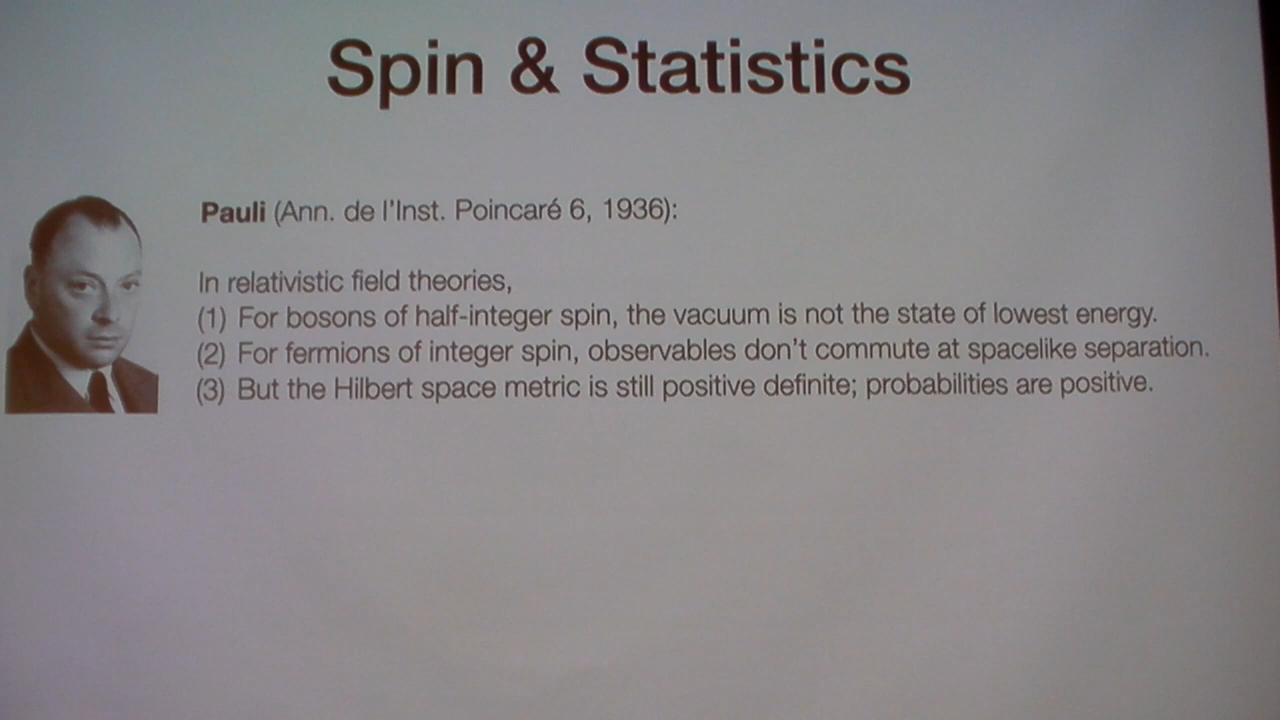 Spin & Statistics
Pauli (Ann. de l'Inst. Poincaré 6, 1936):
In relativistic field theories,
(1) For bosons of half-integer spin, the vacuum is not the state of lowest energy.
(2) For fermions of integer spin, observables don't commute at spacelike separation.
(3) But the Hilbert space metric is still positive definite; probabilities are positive.